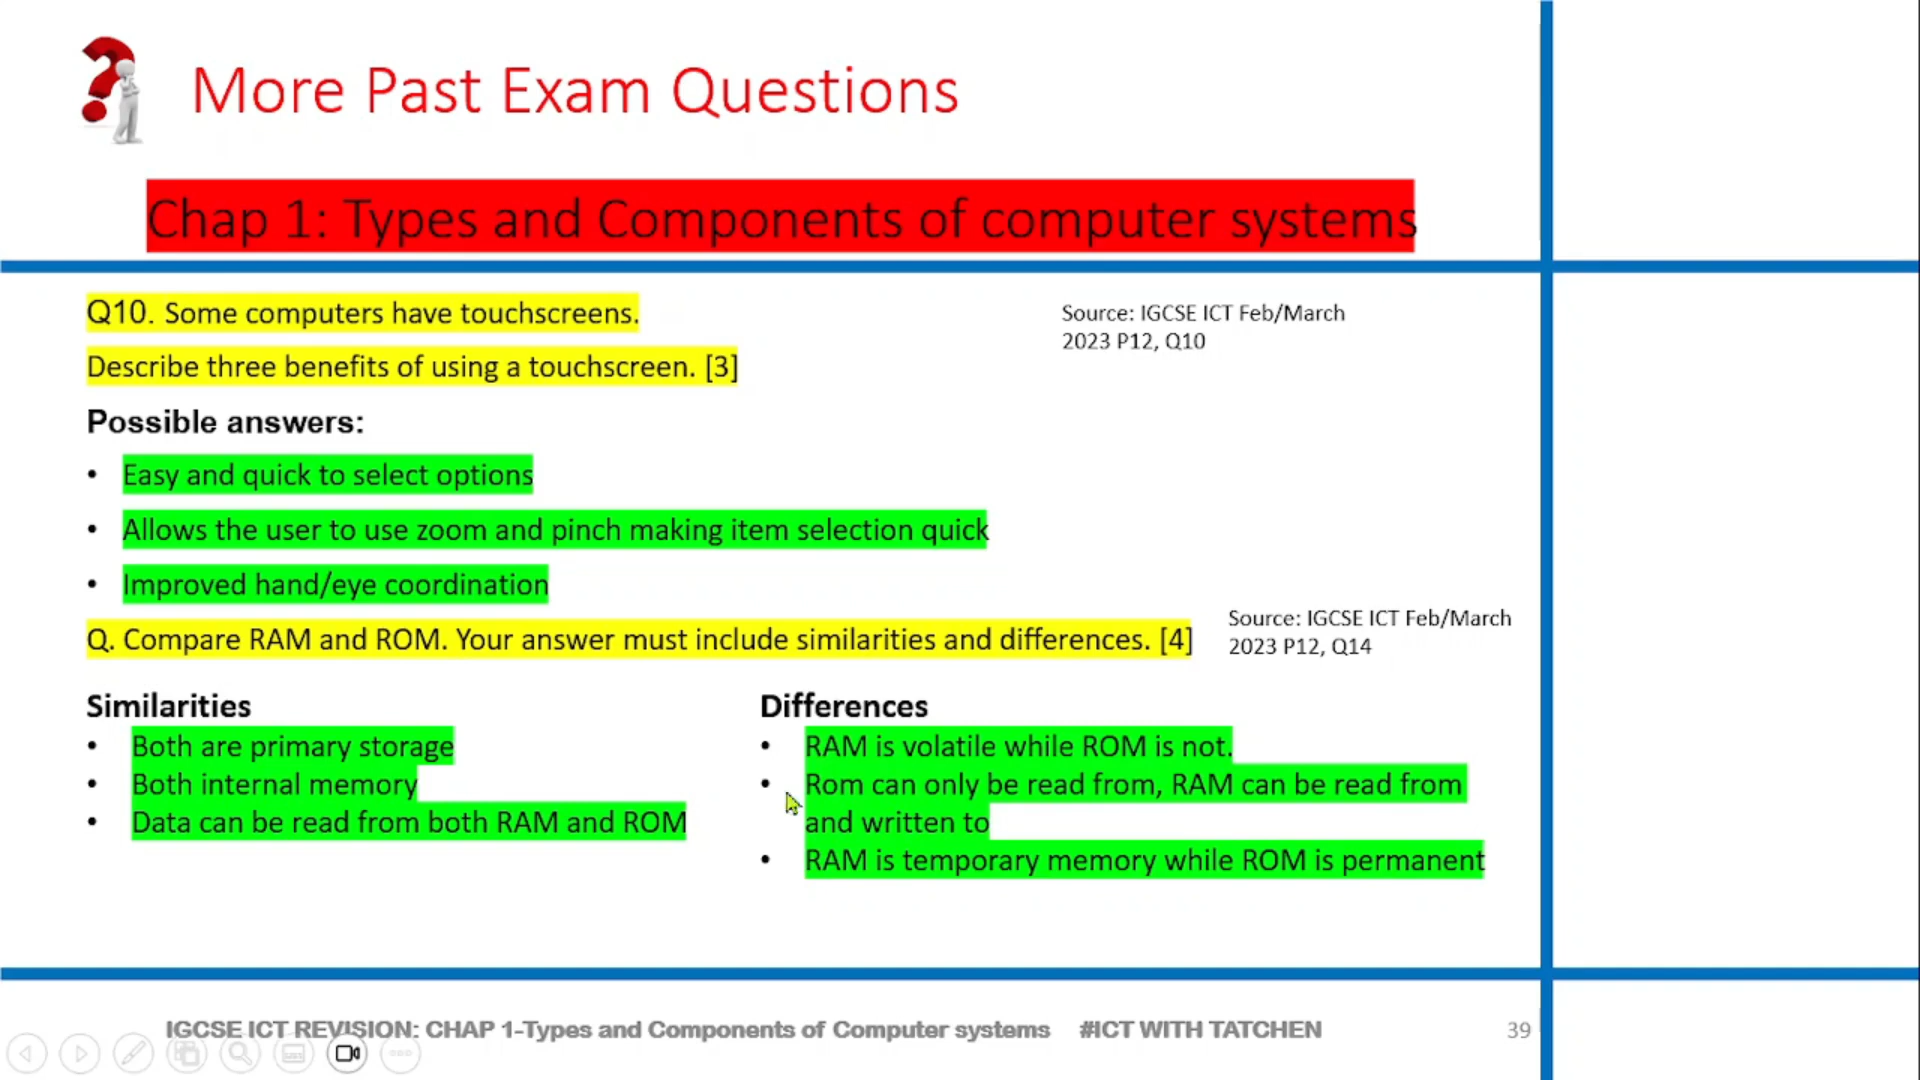 More Past Exam Questions
Chap 1: Types and Components of computer systems
Q10. Some computers have touchscreens.
Source: IGCSE ICT Feb/March
2023 P12, Q10
Describe three benefits of using a touchscreen. [3]
Possible answers:
• Easy and quick to select options
• Allows the user to use zoom and pinch making item selection quick
• Improved hand/eye coordination
Q. Compare RAM and ROM. Your answer must include similarities and differences. [4]
Source: IGCSE ICT Feb/March
2023 P12, Q14
Similarities
• Both are primary storage
• Both internal memory
• Data can be read from both RAM and ROM
Differences
• RAM is volatile while ROM is not.
• Rom can only be read from, RAM can be read from
and written to
• RAM is temporary memory while ROM is permanent
IGCSE ICT REVISION: CHAP 1-Types and Components of Computer systems #ICT WITH TATCHEN
39